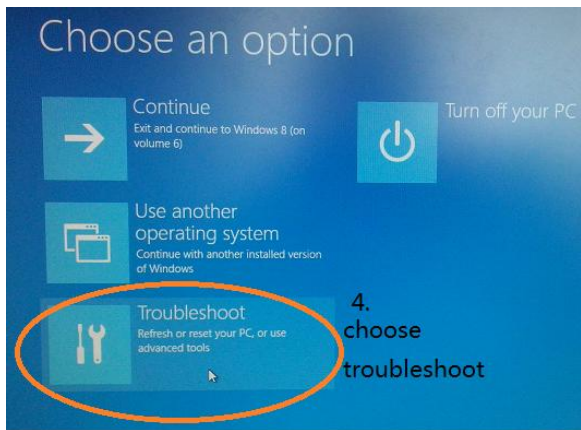 Choose an option
Continue
Exit and continue to Windows 8 (on
volume 6)
Turn off your PC
Use another
operating system
Continue with another installed version
of Windows
Troubleshoot
Refresh or reset your PC, or use
advanced tools
4.
choose
troubleshoot